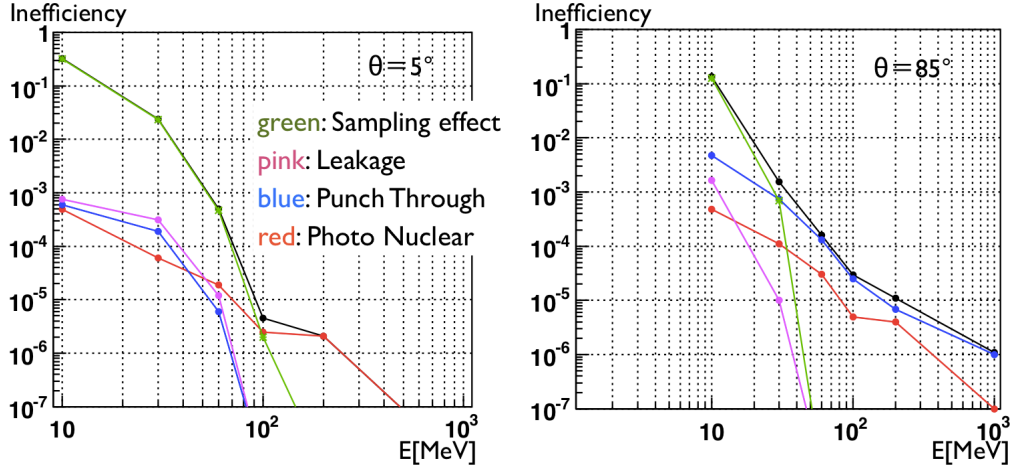 Inefficiency
1
10^-1
10^-2
10^-3
10^-4
10^-5
10^-6
10^-7
10
10^2
10^3
E[MeV]
θ=5°
green: Sampling effect
pink: Leakage
blue: Punch Through
red: Photo Nuclear
Inefficiency
1
10^-1
10^-2
10^-3
10^-4
10^-5
10^-6
10^-7
10
10^2
10^3
E[MeV]
θ=85°